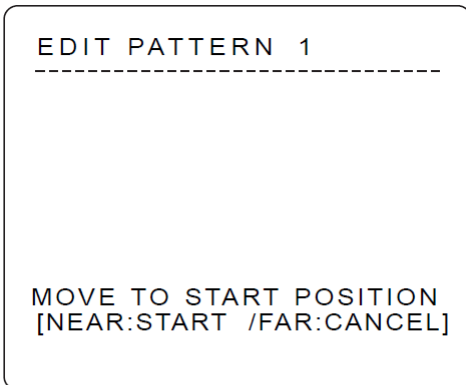 EDIT PATTERN 1
MOVE TO START POSITION
[NEAR:START /FAR:CANCEL]